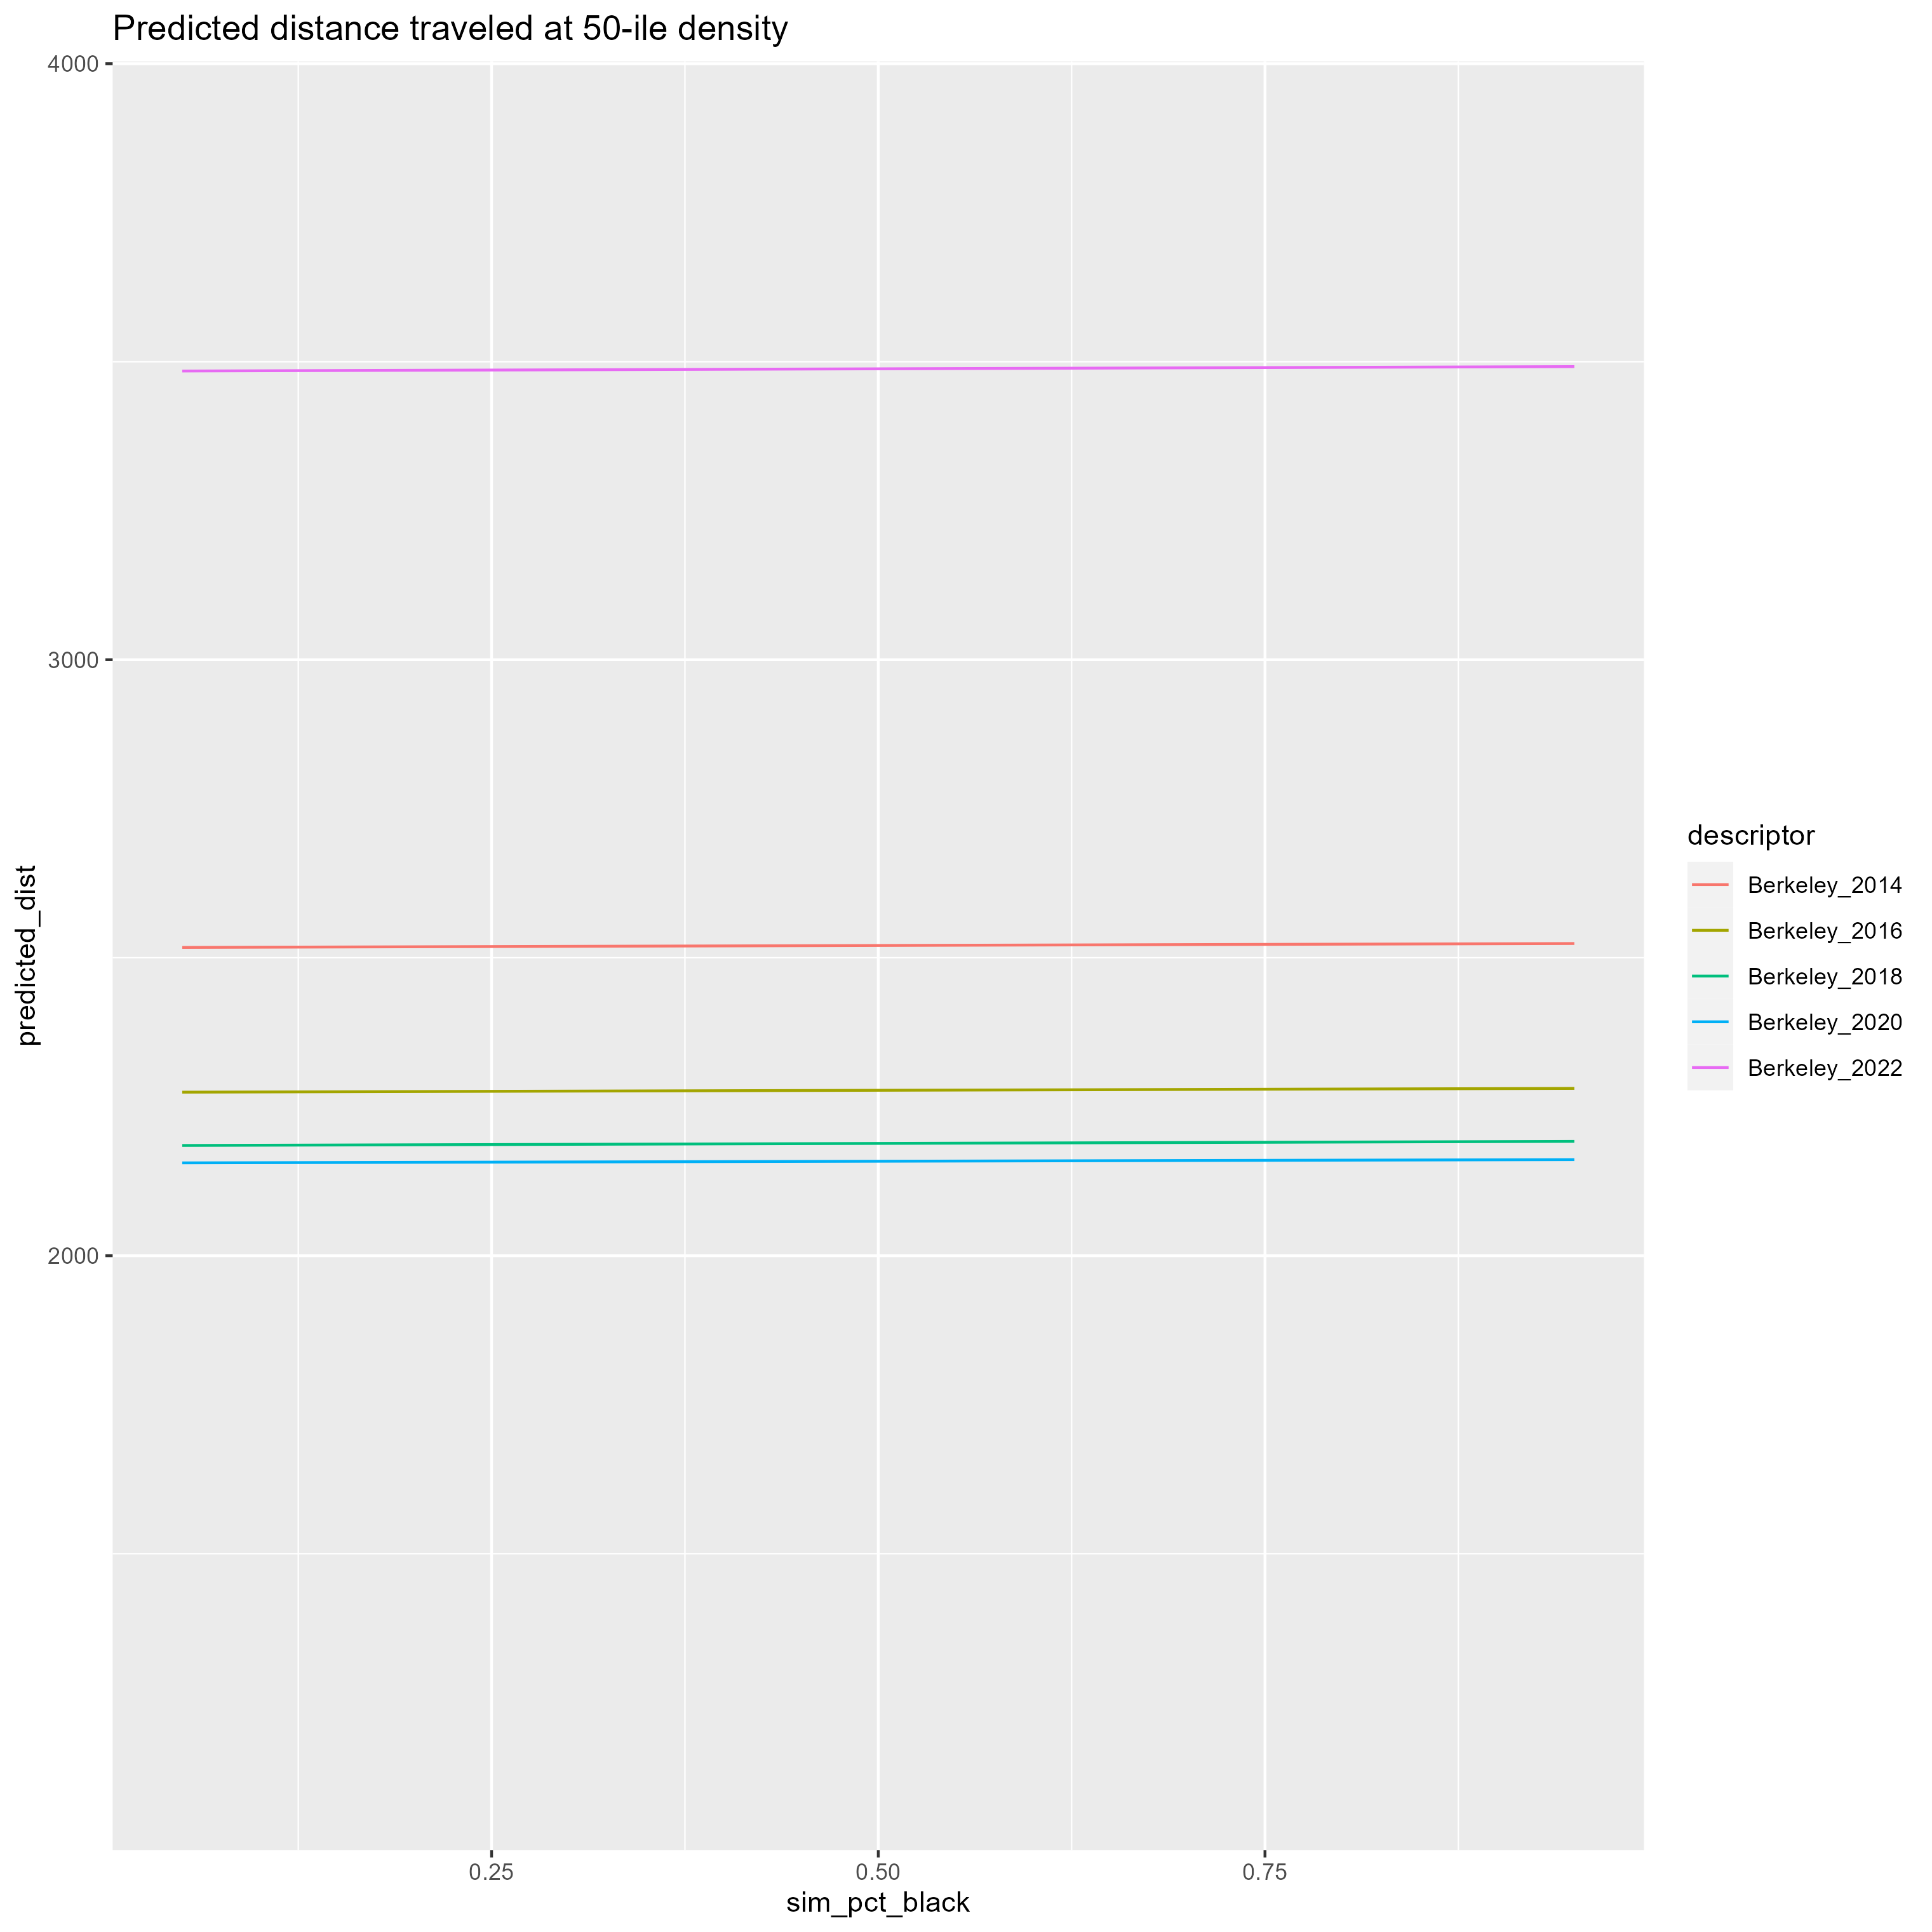 Predicted distance traveled at 50-ile density
4000
3000
2000
predicted_dist
0.25
0.50
0.75
sim_pct_black
descriptor
Berkeley_2014
Berkeley_2016
Berkeley_2018
Berkeley_2020
Berkeley_2022